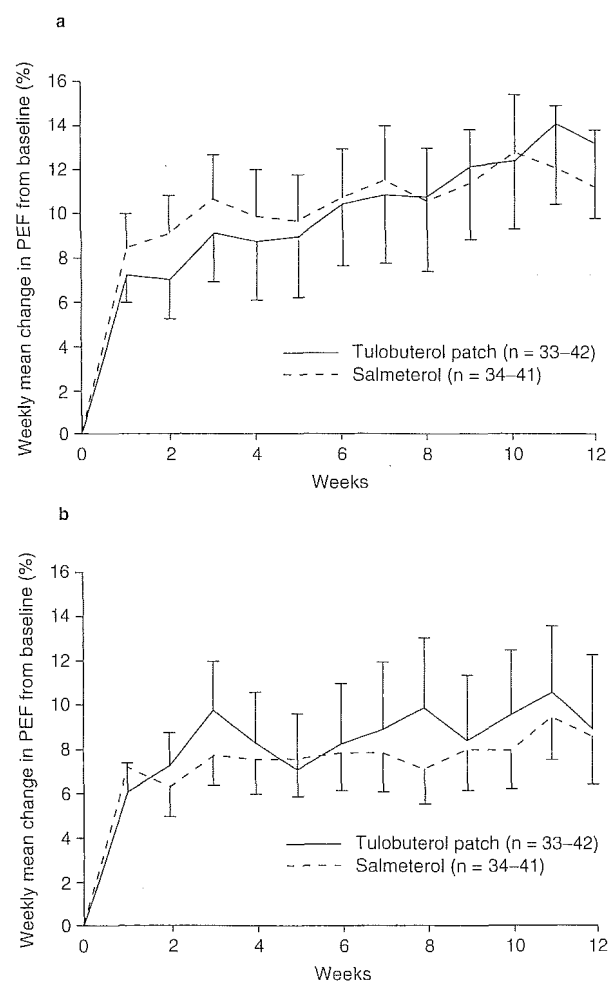 a
Weekly mean change in PEF from baseline (%)
16
14
12
10
8
6
4
2
0
Tulobuterol patch (n = 33–42)
Salmeterol (n = 34–41)
0 2 4 6 8 10 12
Weeks
b
Weekly mean change in PEF from baseline (%)
16
14
12
10
8
6
4
2
0
Tulobuterol patch (n = 33–42)
Salmeterol (n = 34–41)
0 2 4 6 8 10 12
Weeks